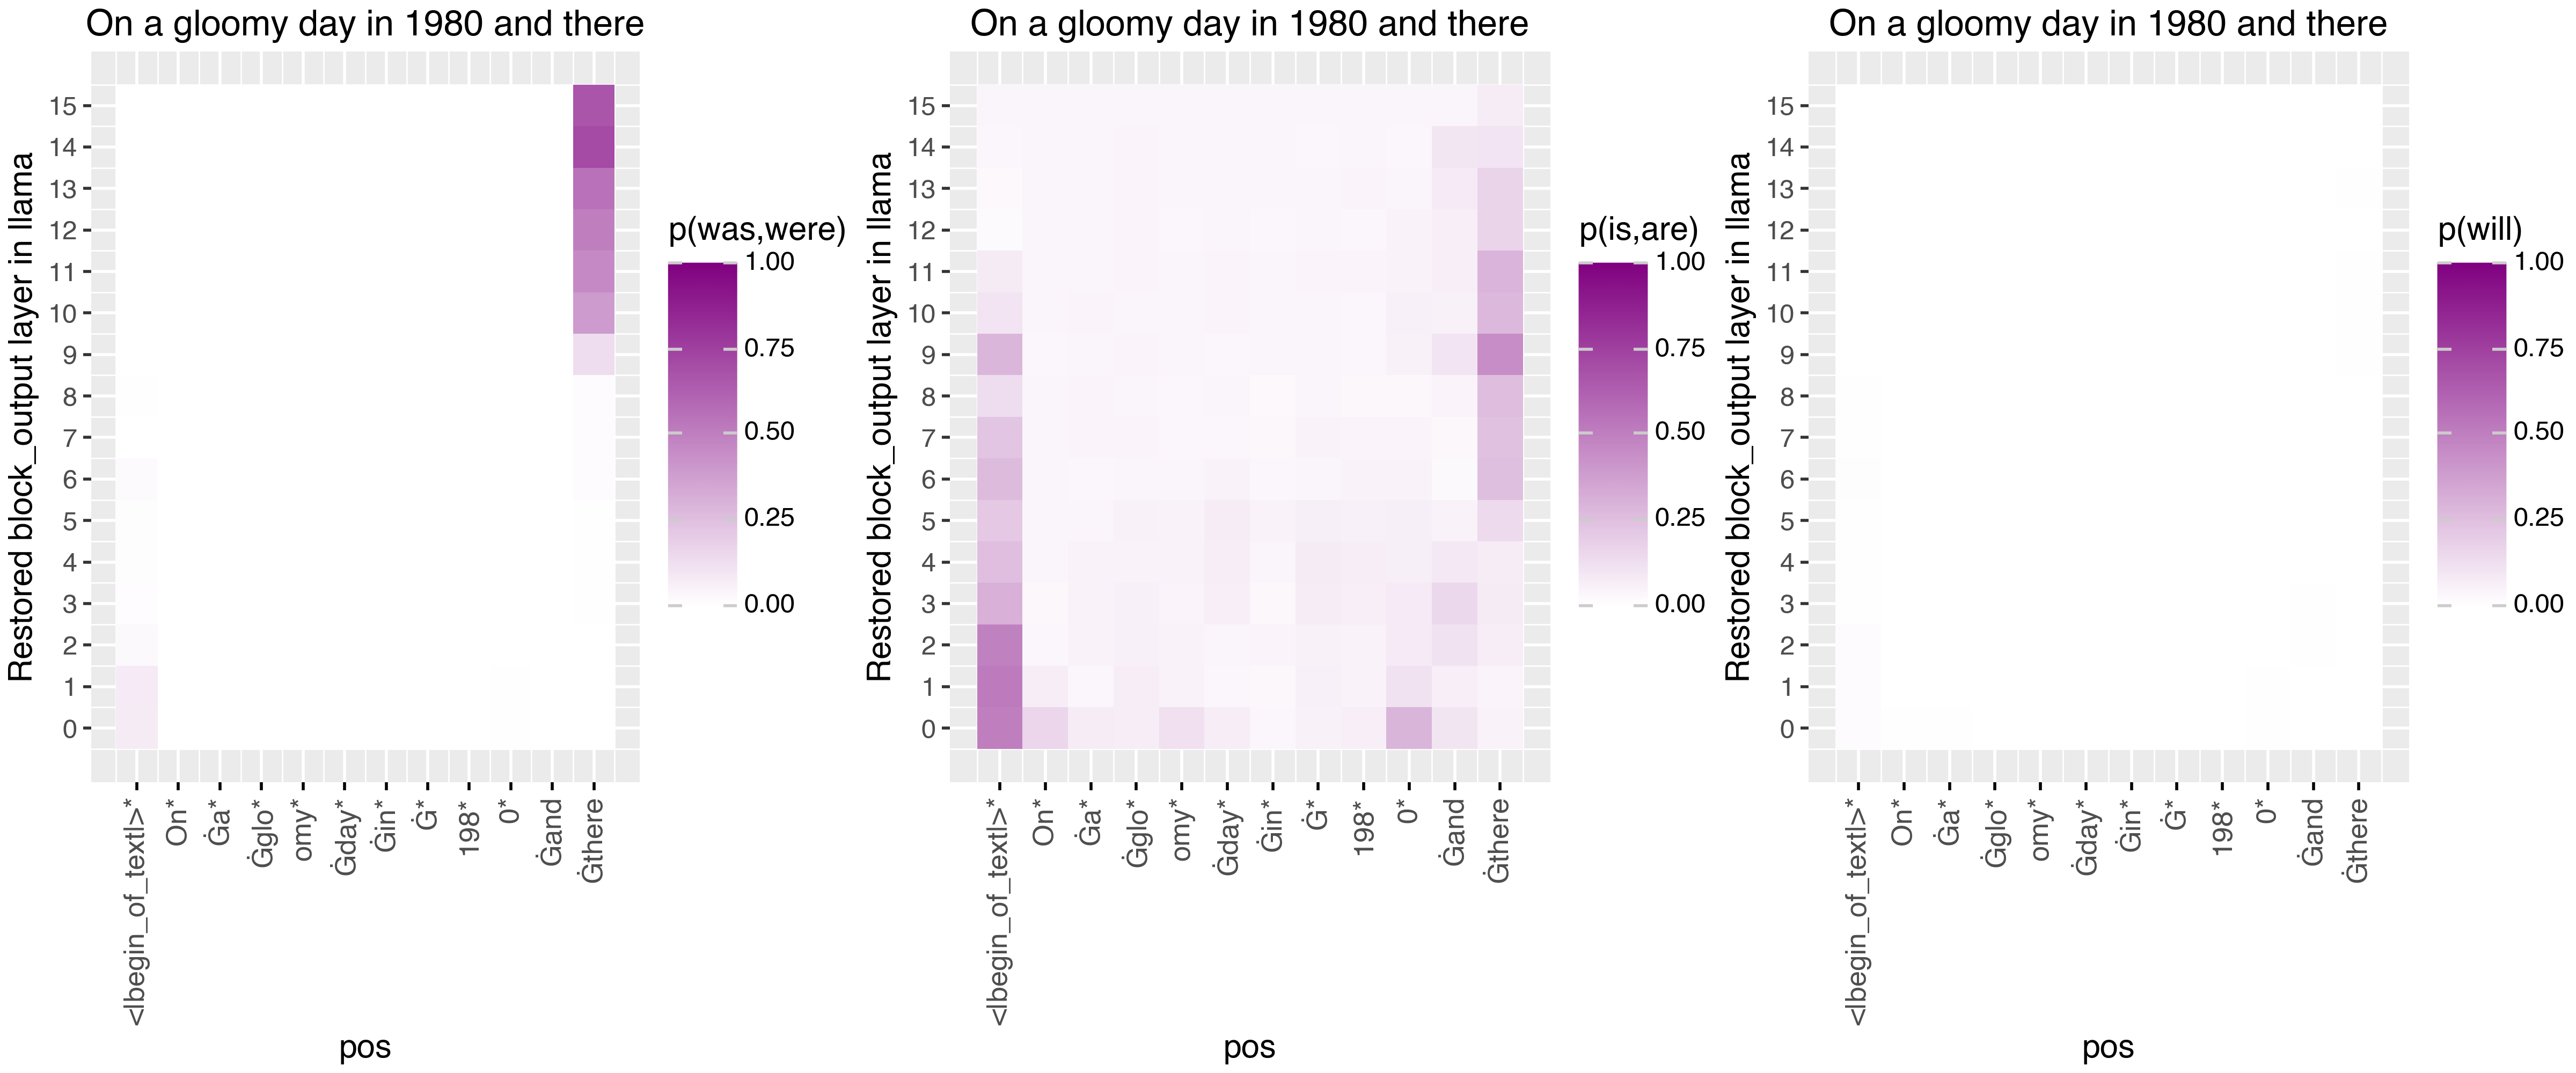 On a gloomy day in 1980 and there
Restored block_output layer in llama
15
14
13
12
11
10
9
8
7
6
5
4
3
2
1
0
<|begin_of_text|>*
On*
Ġa*
Ġglo*
omy*
Ġday*
Ġin*
Ġ*
198*
0*
Ġand
Ġthere
pos
p(was,were)
1.00
0.75
0.50
0.25
0.00
On a gloomy day in 1980 and there
Restored block_output layer in llama
15
14
13
12
11
10
9
8
7
6
5
4
3
2
1
0
<|begin_of_text|>*
On*
Ġa*
Ġglo*
omy*
Ġday*
Ġin*
Ġ*
198*
0*
Ġand
Ġthere
pos
p(is,are)
1.00
0.75
0.50
0.25
0.00
On a gloomy day in 1980 and there
Restored block_output layer in llama
15
14
13
12
11
10
9
8
7
6
5
4
3
2
1
0
<|begin_of_text|>*
On*
Ġa*
Ġglo*
omy*
Ġday*
Ġin*
Ġ*
198*
0*
Ġand
Ġthere
pos
p(will)
1.00
0.75
0.50
0.25
0.00